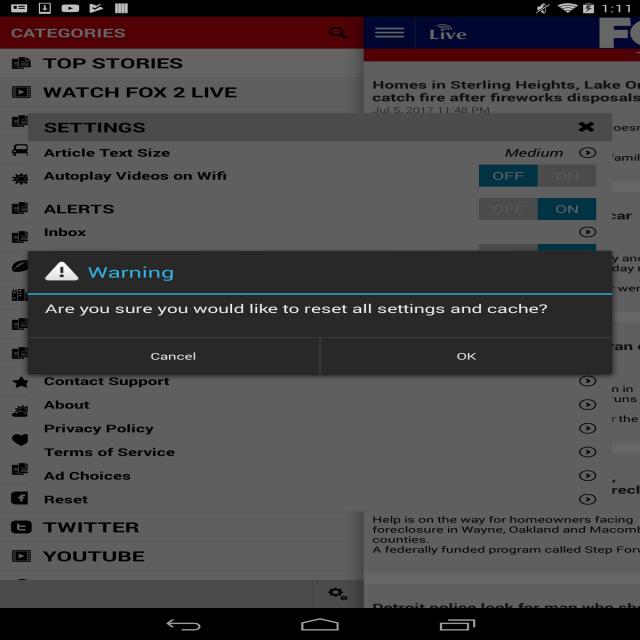 1:11
CATEGORIES
Live
TOP STORIES
WATCH FOX 2 LIVE
Homes in Sterling Heights, Lake
catch fire after fireworks disposals
Jul 5, 2017 11:48 PM
SETTINGS
Article Text Size Medium
Autoplay Videos on Wifi OFF ON
ALERTS OFF ON
Inbox
car
Warning
Are you sure you would like to reset all settings and cache?
Cancel OK
Contact Support
About
Privacy Policy
Terms of Service
Ad Choices
Reset
TWITTER
YOUTUBE
Help is on the way for homeowners facing
foreclosure in Wayne, Oakland and Macomb
counties.
A federally funded program called Step
Detroit police look for man who